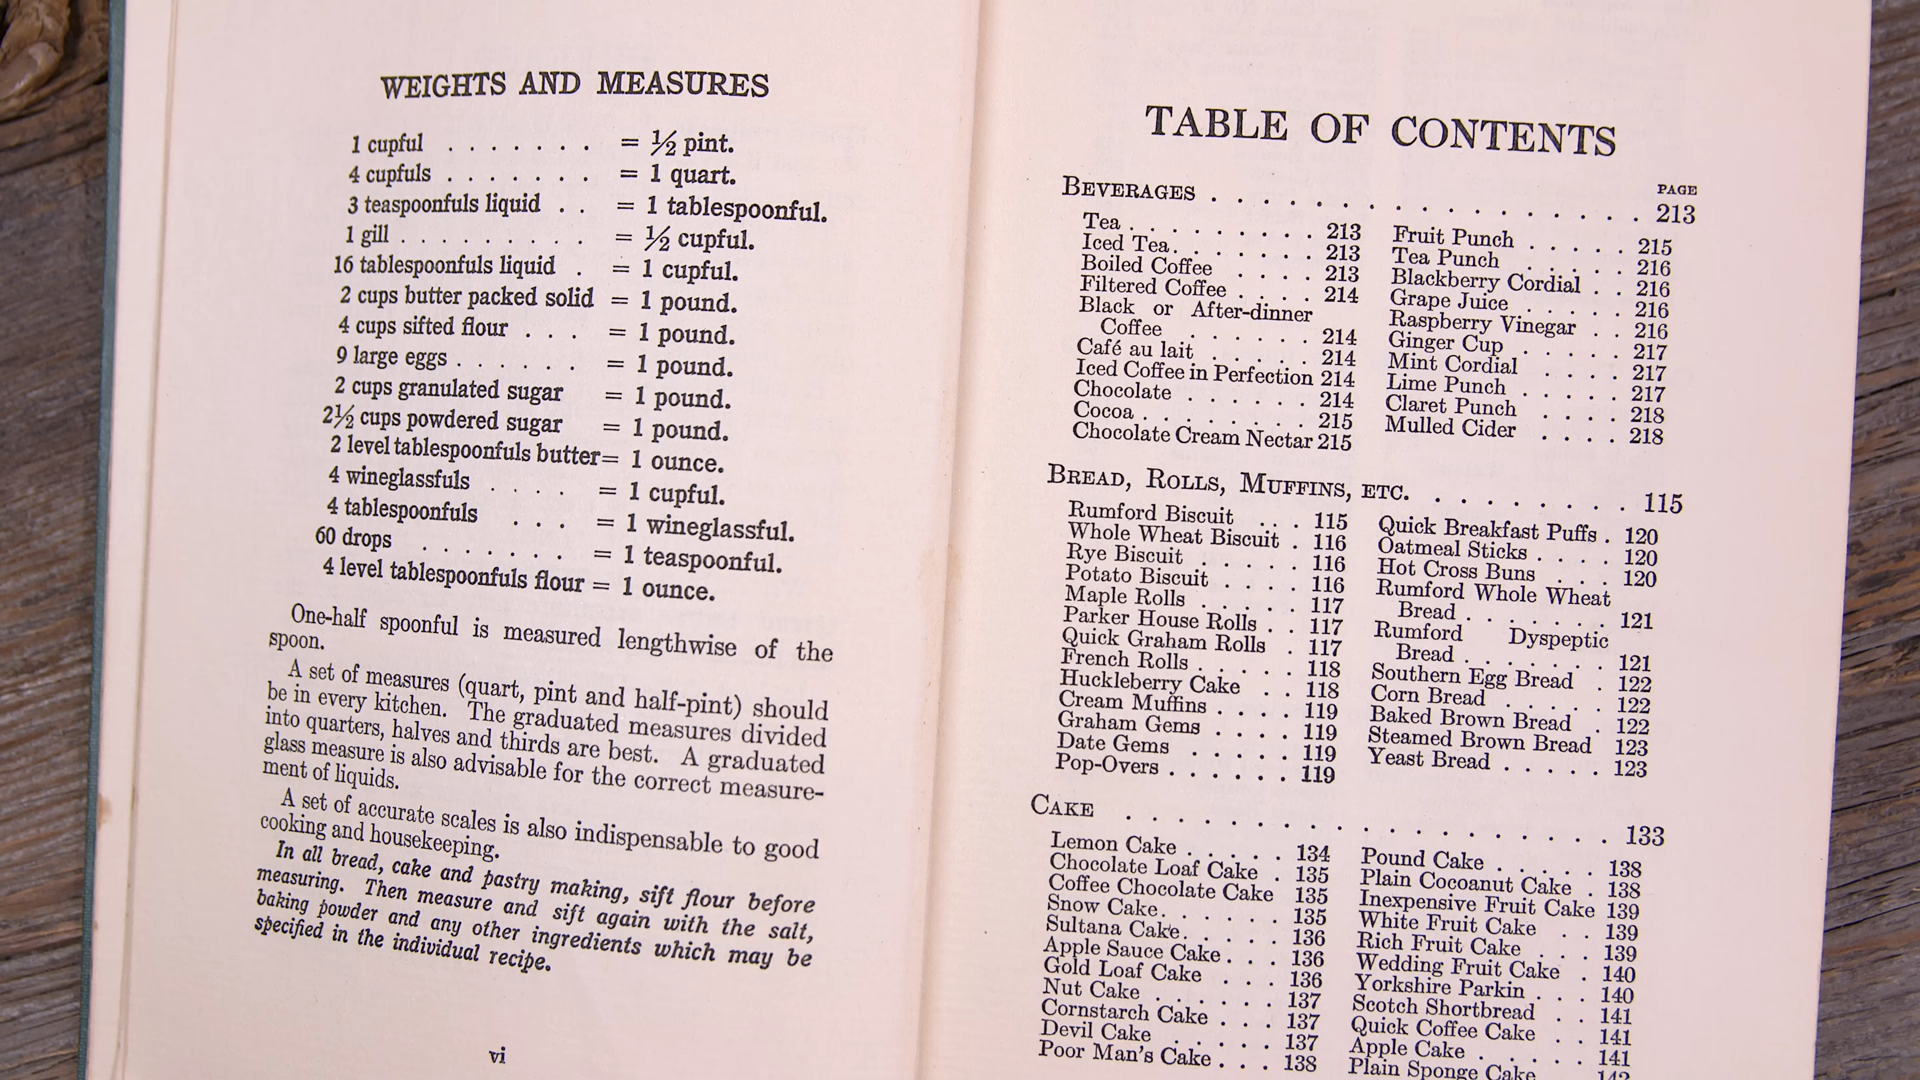 WEIGHTS AND MEASURES
1 cupful . . . . . . . = ½ pint.
4 cupfuls . . . . . . . = 1 quart.
3 teaspoonfuls liquid . . = 1 tablespoonful.
1 gill . . . . . . . . . = ½ cupful.
16 tablespoonfuls liquid . = 1 cupful.
2 cups butter packed solid = 1 pound.
4 cups sifted flour . . . = 1 pound.
9 large eggs . . . . . . = 1 pound.
2 cups granulated sugar = 1 pound.
2½ cups powdered sugar = 1 pound.
2 level tablespoonfuls butter = 1 ounce.
4 wineglassfuls . . . . = 1 cupful.
4 tablespoonfuls . . . = 1 wineglassful.
60 drops . . . . . . . = 1 teaspoonful.
4 level tablespoonfuls flour = 1 ounce.
One-half spoonful is measured lengthwise of the
spoon.
A set of measures (quart, pint and half-pint) should
be in every kitchen. The graduated measures divided
into quarters, halves and thirds are best. A graduated
glass measure is also advisable for the correct measure-
ment of liquids.
A set of accurate scales is also indispensable to good
cooking and housekeeping.
In all bread, cake and pastry making, sift flour before
measuring. Then measure and sift again with the salt,
baking powder and any other ingredients which may be
specified in the individual recipe.
vi
TABLE OF CONTENTS
PAGE
BEVERAGES . . . . . . . . . . . . . . . . . 213
Tea . . . . . . . . . 213
Iced Tea . . . . . . . 213
Boiled Coffee . . . . 213
Filtered Coffee . . . . 214
Black or After-dinner
Coffee . . . . . . 214
Café au lait . . . . . 214
Iced Coffee in Perfection 214
Chocolate . . . . . . 214
Cocoa . . . . . . . . 215
Chocolate Cream Nectar 215
Fruit Punch . . . . . 215
Tea Punch . . . . . 216
Blackberry Cordial . . 216
Grape Juice . . . . . 216
Raspberry Vinegar . . 216
Ginger Cup . . . . . 217
Mint Cordial . . . . 217
Lime Punch . . . . . 217
Claret Punch . . . . 218
Mulled Cider . . . . 218
BREAD, ROLLS, MUFFINS, ETC. . . . . . . . . 115
Rumford Biscuit . . . 115
Whole Wheat Biscuit . 116
Rye Biscuit . . . . . 116
Potato Biscuit . . . . 116
Maple Rolls . . . . . 117
Parker House Rolls . . 117
Quick Graham Rolls . 117
French Rolls . . . . . 118
Huckleberry Cake . . 118
Cream Muffins . . . . 119
Graham Gems . . . . 119
Date Gems . . . . . 119
Pop-Overs . . . . . . 119
Quick Breakfast Puffs . 120
Oatmeal Sticks . . . . 120
Hot Cross Buns . . . 120
Rumford Whole Wheat
Bread . . . . . . . 121
Rumford Dyspeptic
Bread . . . . . . . 121
Southern Egg Bread . 122
Corn Bread . . . . . 122
Baked Brown Bread . 122
Steamed Brown Bread 123
Yeast Bread . . . . . 123
CAKE . . . . . . . . . . . . . . . . . . . 133
Lemon Cake . . . . . 134
Chocolate Loaf Cake . 135
Coffee Chocolate Cake 135
Snow Cake . . . . . . 135
Sultana Cake . . . . . 136
Apple Sauce Cake . . . 136
Gold Loaf Cake . . . 136
Nut Cake . . . . . . 137
Cornstarch Cake . . . 137
Devil Cake . . . . . 137
Poor Man's Cake . . . 138
Pound Cake . . . . . 138
Plain Cocoanut Cake . 138
Inexpensive Fruit Cake 139
White Fruit Cake . . 139
Rich Fruit Cake . . . 139
Wedding Fruit Cake . 140
Yorkshire Parkin . . . 140
Scotch Shortbread . . 141
Quick Coffee Cake . . 141
Apple Cake . . . . . 141
Plain Sponge Cake